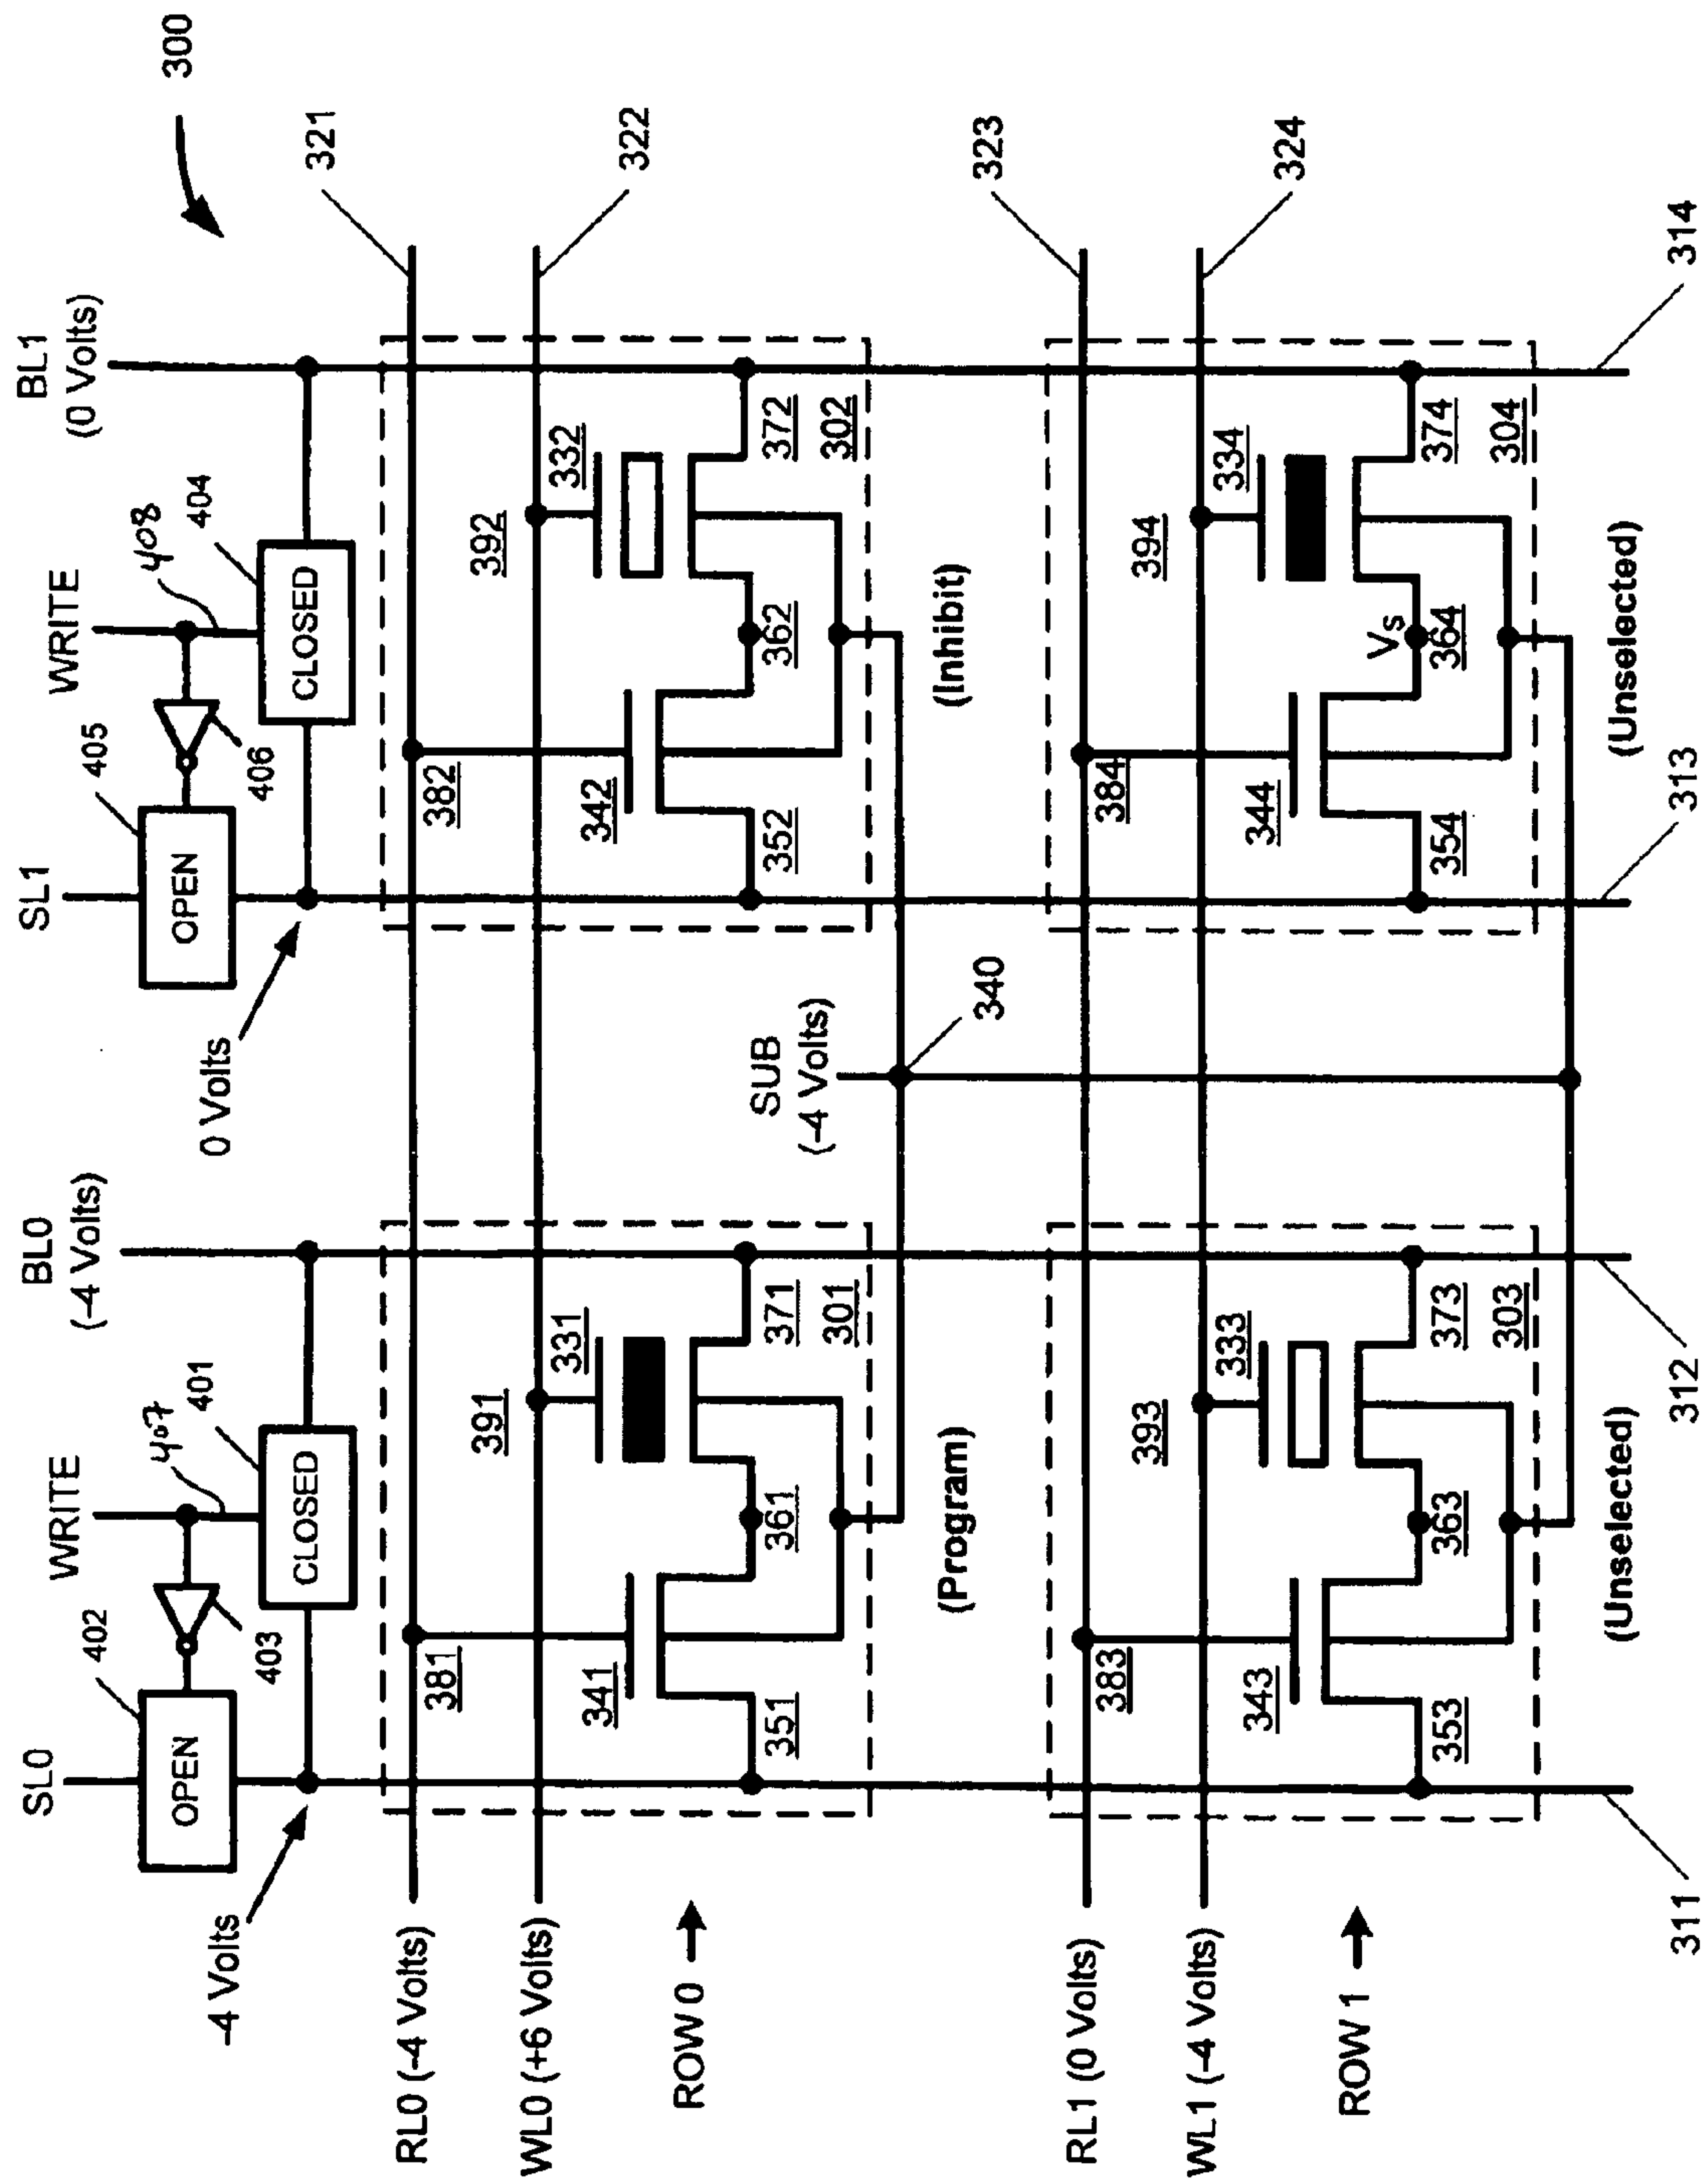 300
SL0
WRITE
BL0
(-4 Volts)
SL1
WRITE
BL1
(0 Volts)
402
407
401
405
408
404
OPEN
CLOSED
OPEN
CLOSED
403
406
-4 Volts
0 Volts
RL0 (-4 Volts)
321
381
382
WLO (+6 Volts)
322
391
331
392
332
341
342
ROW 0
351
361
371
352
362
372
301
302
SUB
(-4 Volts)
340
(Program)
(Inhibit)
RL1 (0 Volts)
323
383
384
WL1 (-4 Volts)
324
393
333
394
334
343
344
ROW 1
353
363
373
354
Vs
364
374
303
304
(Unselected)
(Unselected)
311
312
313
314